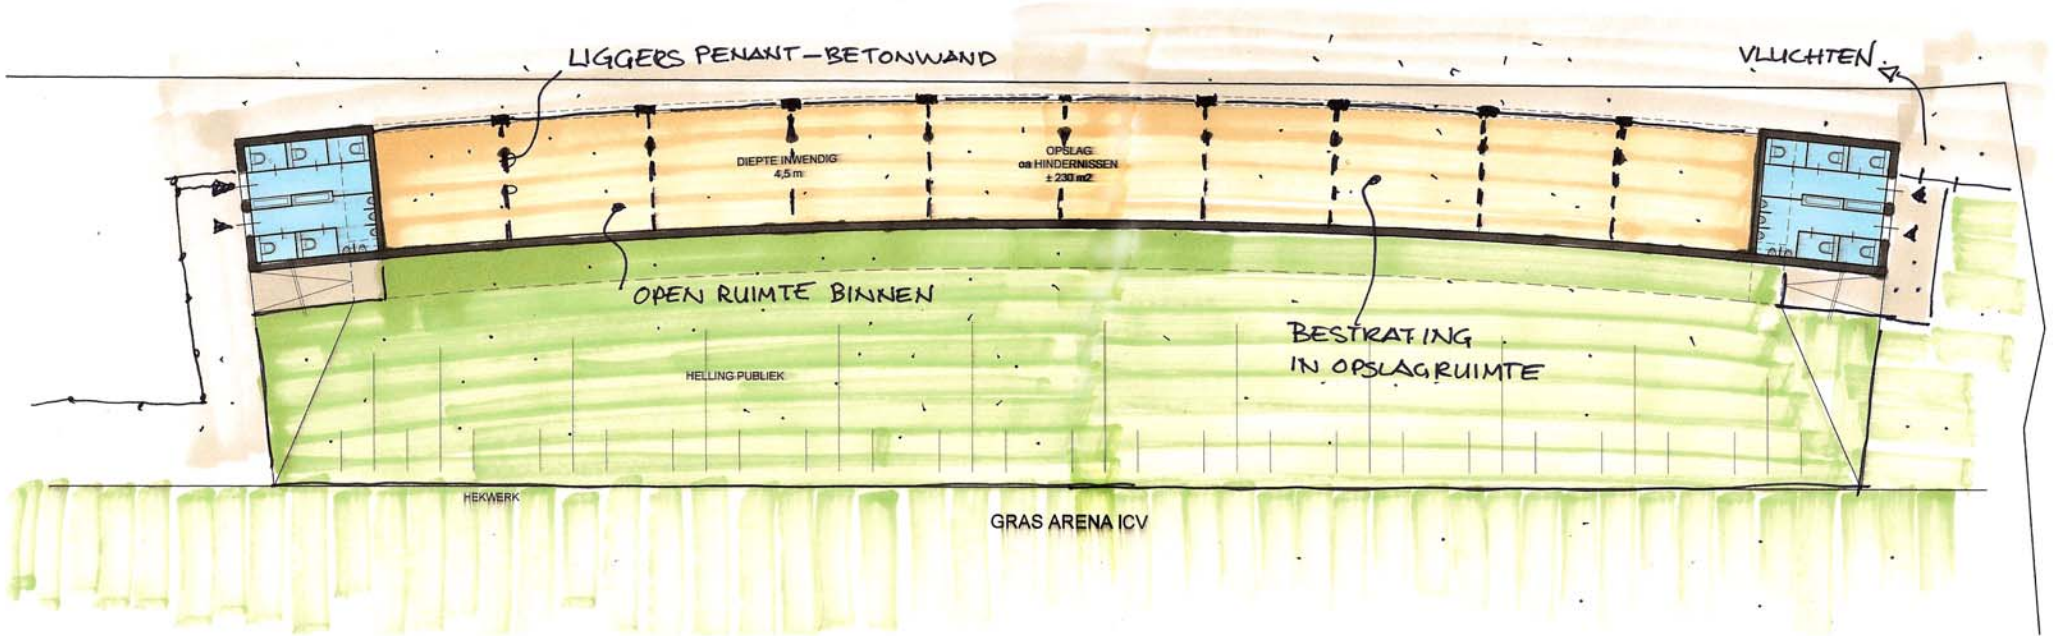 LIGGERS PENANT-BETONWAND
VLUCHTEN
DIEPTE INWENDIG
4,5 m
OPSLAG
oa HINDERNISSEN
± 230 m2
OPEN RUIMTE BINNEN
BESTRATING
IN OPSLAGRUIMTE
HELLING PUBLIEK
HEKWERK
GRAS ARENA ICV